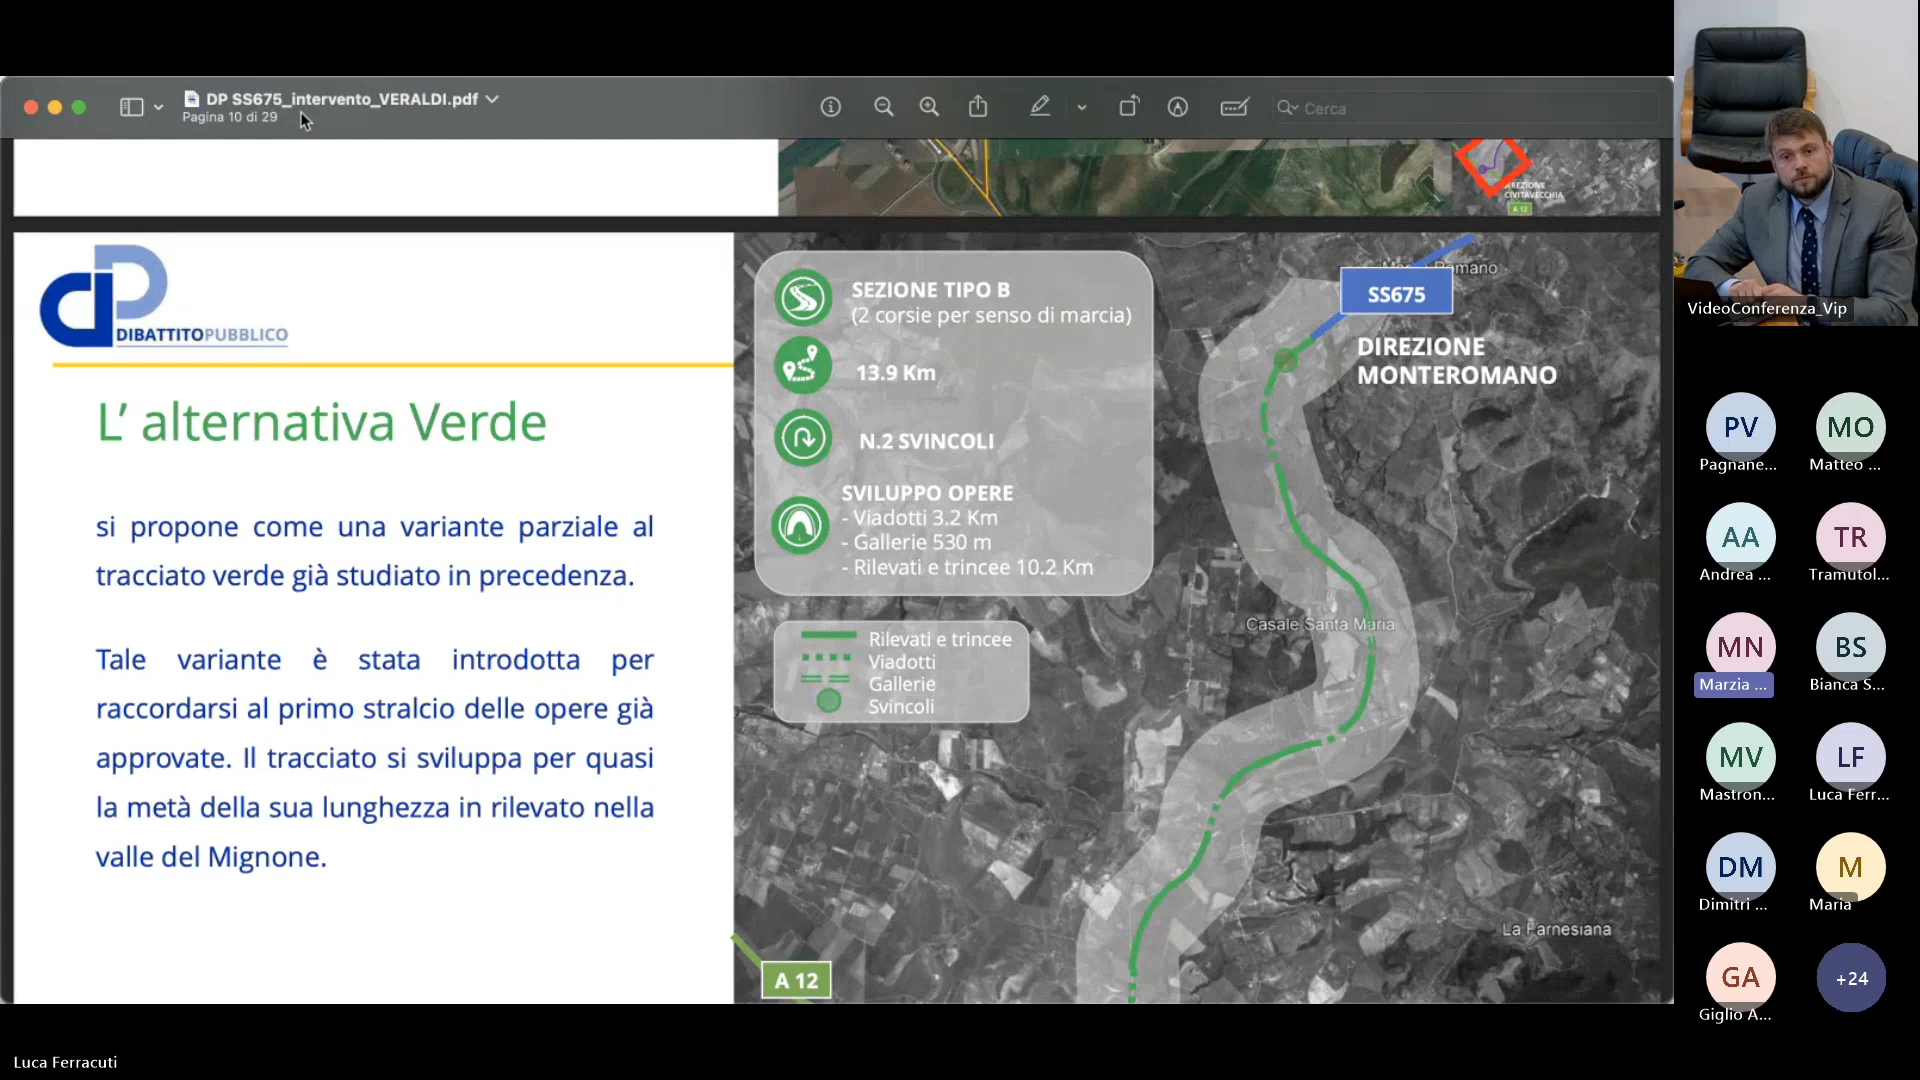 DP SS675_intervento_VERALDI.pdf
Pagina 10 di 29
Cerca
DIREZIONE
CIVITAVECCHIA
A 12
DIBATTITOPUBBLICO
L' alternativa Verde
si propone come una variante parziale al
tracciato verde già studiato in precedenza.
Tale variante è stata introdotta per
raccordarsi al primo stralcio delle opere già
approvate. Il tracciato si sviluppa per quasi
la metà della sua lunghezza in rilevato nella
valle del Mignone.
SEZIONE TIPO B
(2 corsie per senso di marcia)
13.9 Km
N.2 SVINCOLI
SVILUPPO OPERE
- Viadotti 3.2 Km
- Gallerie 530 m
- Rilevati e trincee 10.2 Km
Rilevati e trincee
Viadotti
Gallerie
Svincoli
SS675
DIREZIONE
MONTEROMANO
Casale Santa Maria
La Farnesiana
A 12
VideoConferenza_Vip
PV
Pagnane...
MO
Matteo ...
AA
Andrea ...
TR
Tramutol...
MN
Marzia ...
BS
Bianca S...
MV
Mastron...
LF
Luca Ferr...
DM
Dimitri ...
M
Maria
GA
Giglio A...
+24
Luca Ferracuti